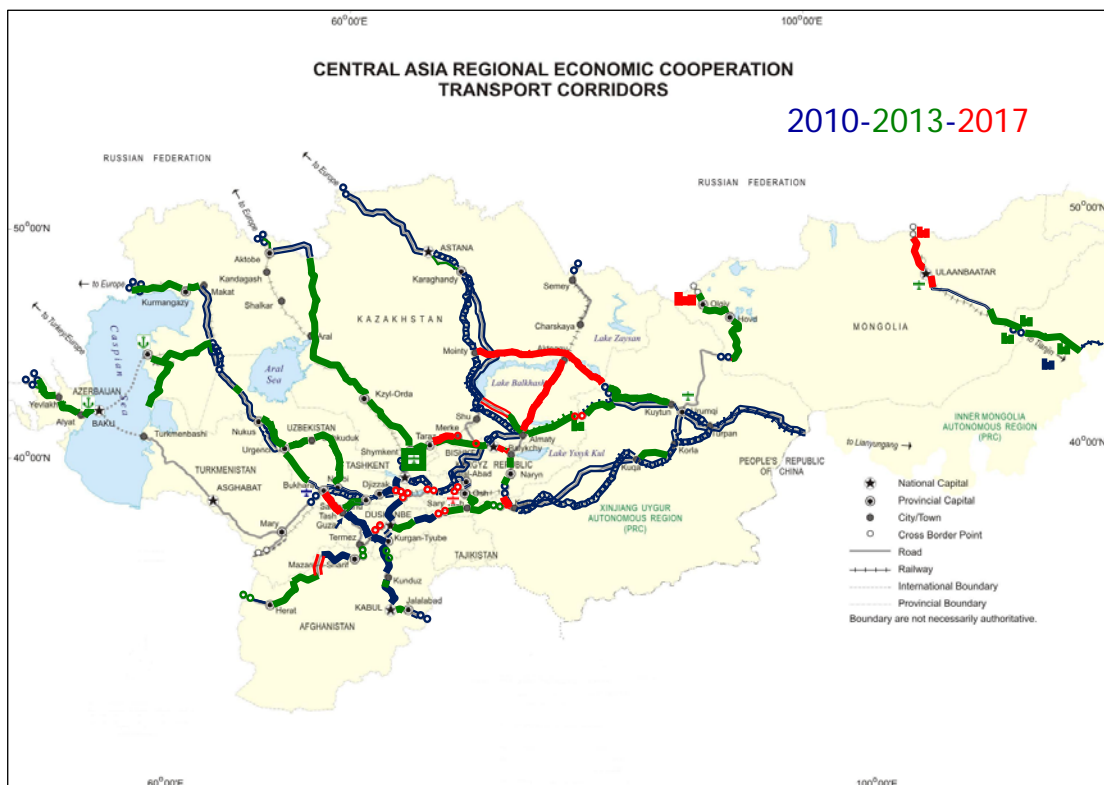 60°00'E
100°00'E
CENTRAL ASIA REGIONAL ECONOMIC COOPERATION
TRANSPORT CORRIDORS
2010-2013-2017
RUSSIAN FEDERATION
to Europe
RUSSIAN FEDERATION
50°00'N
to Europe
50°00'N
ASTANA
Aktobe
ULAANBAATAR
Karaghandy
Kandagash
to Europe
Makat
Semey
Kurmangazy
Shalkar
Olgiy
Hovd
KAZAKHSTAN
MONGOLIA
to Turkey/Europe
Charskaya
Aral
Lake Zaysan
Caspian Sea
to Tianjin
Mointy
Aral
Sea
Lake Balkhash
AZERBAIJAN
Yevlakh
Kzyl-Orda
Kuytun
Urumqi
Alyat
BAKU
Shu
Nukus
Turpan
INNER MONGOLIA
AUTONOMOUS REGION
(PRC)
Merke
UZBEKISTAN
Taraz
Almaty
Turkmenbashi
Urgench
BISHKEK
to Lianyungang
40°00'N
Shymkent
Balykchy
Korla
40°00'N
TASHKENT
Lake Yssyk Kul
PEOPLE'S REPUBLIC
OF CHINA
TURKMENISTAN
REPUBLIC
Kuqa
Naryn
Bukhara
Djizzak
Osh
National Capital
ASGHABAT
XINJIANG UYGUR
AUTONOMOUS REGION
(PRC)
Provincial Capital
DUSHANBE
City/Town
Mary
Guzar
Cross Border Point
Kurgan-Tyube
Termez
TAJIKISTAN
Road
Railway
Kunduz
International Boundary
Provincial Boundary
Herat
KABUL
Jalalabad
Boundary are not necessarily authoritative.
AFGHANISTAN
60°00'E
100°00'E